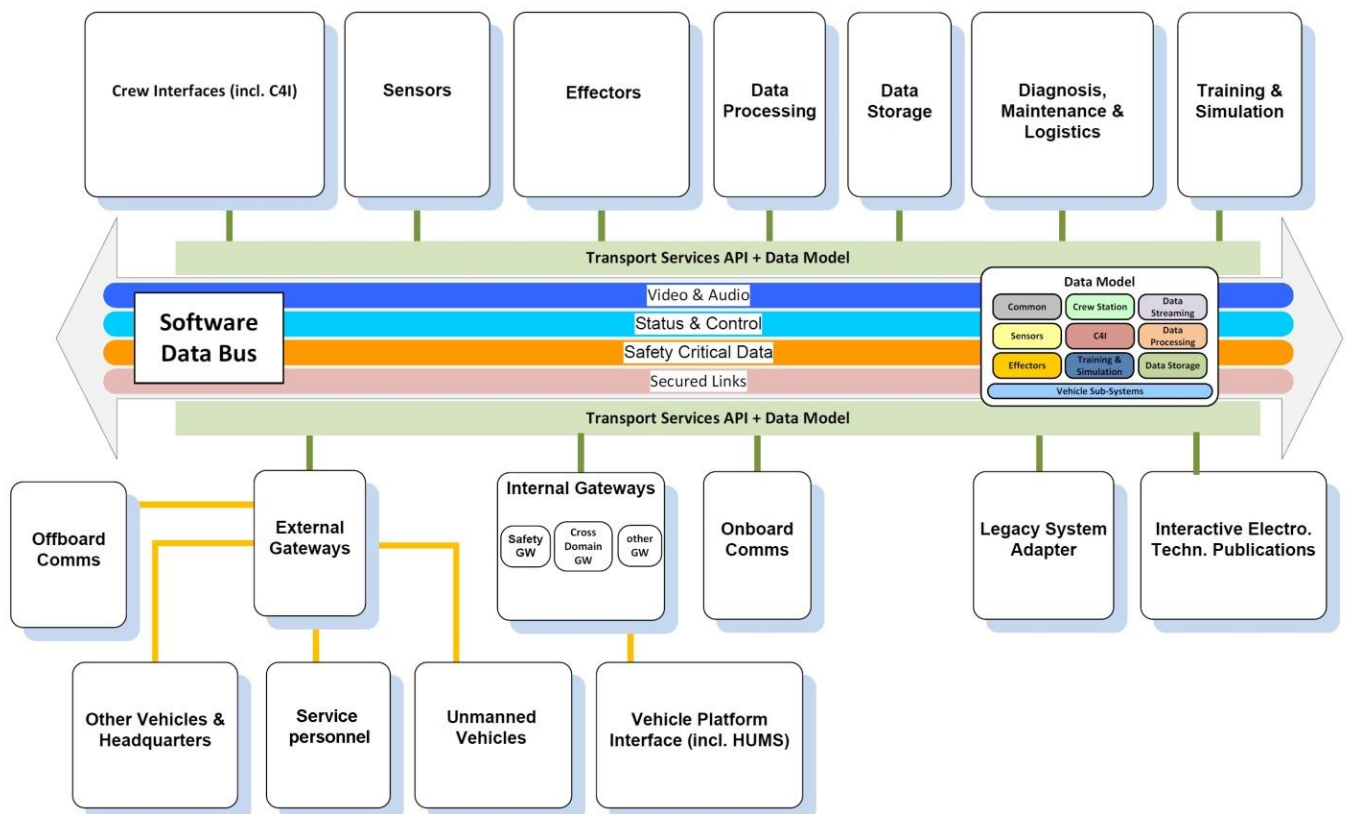 Crew Interfaces (incl. C4I)
Sensors
Effectors
Data
Processing
Data
Storage
Diagnosis,
Maintenance &
Logistics
Training &
Simulation
Transport Services API + Data Model
Software
Data Bus
Video & Audio
Status & Control
Safety Critical Data
Secured Links
Data Model
Common
Crew Station
Data
Streaming
Sensors
C4I
Data
Processing
Effectors
Training &
Simulation
Data Storage
Vehicle Sub-Systems
Transport Services API + Data Model
Offboard
Comms
External
Gateways
Internal Gateways
Safety
GW
Cross
Domain
GW
other
GW
Onboard
Comms
Legacy System
Adapter
Interactive Electro.
Techn. Publications
Other Vehicles &
Headquarters
Service
personnel
Unmanned
Vehicles
Vehicle Platform
Interface (incl. HUMS)